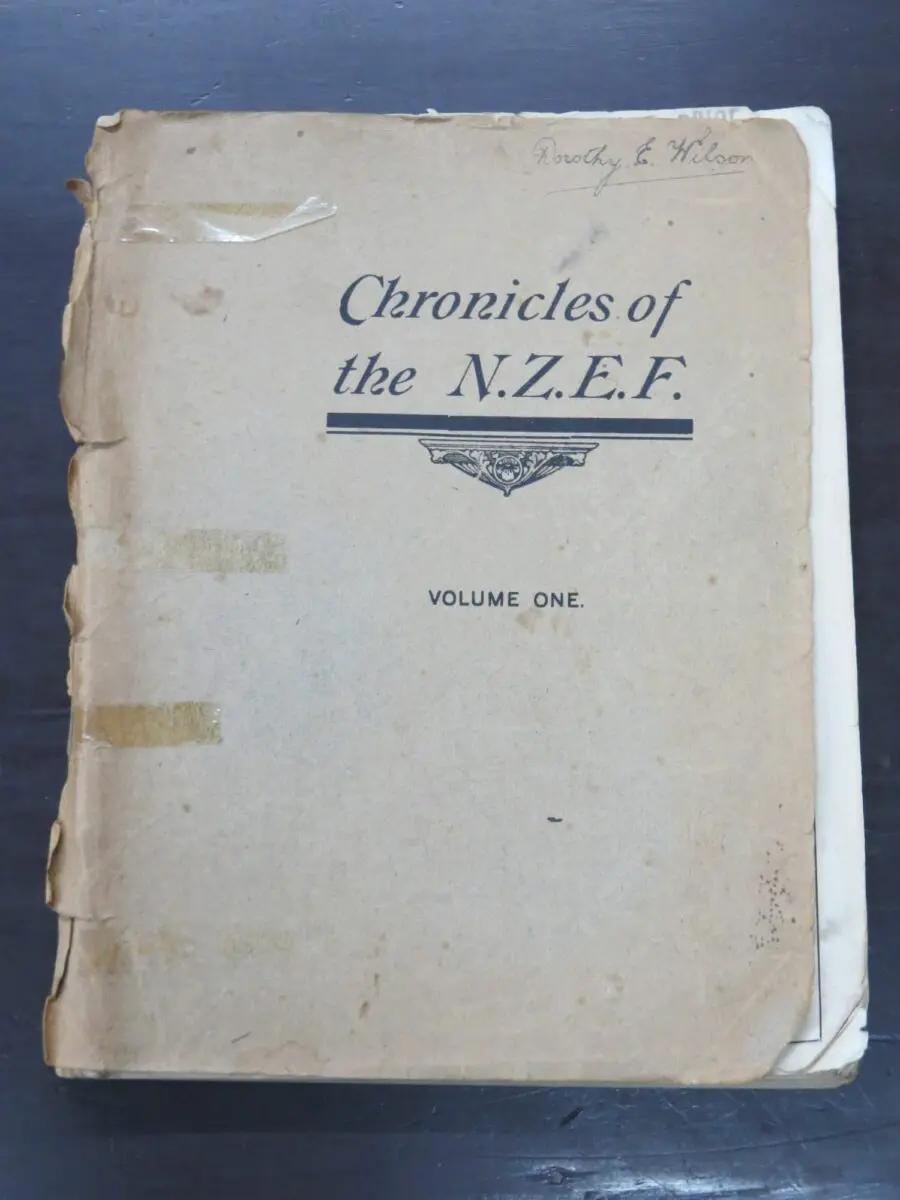 Dorothy E. Wilson
Chronicles of
the N.Z.E.F.
VOLUME ONE.